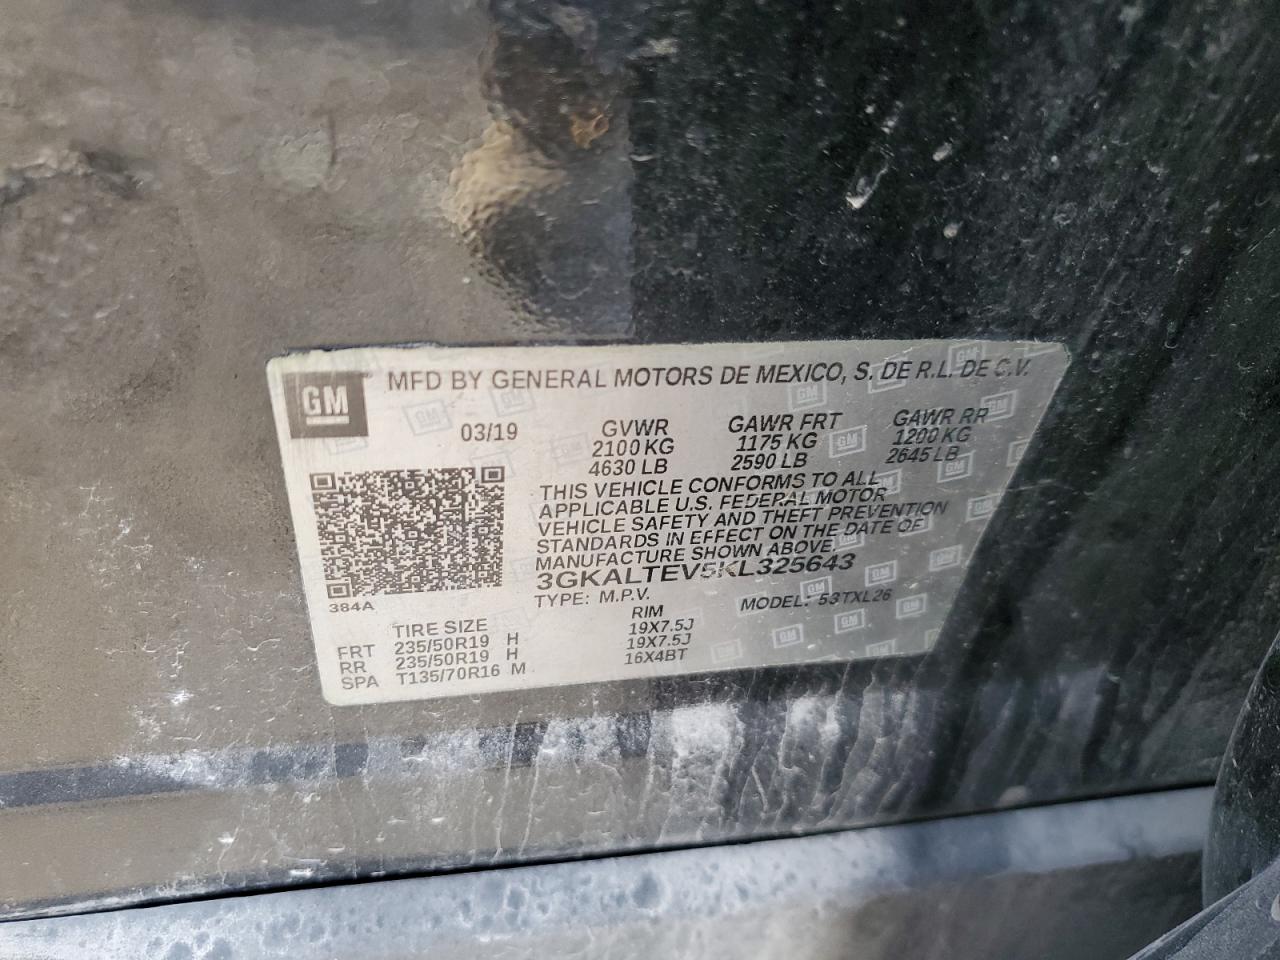 GM
MFD BY GENERAL MOTORS DE MEXICO, S. DE R.L. DE C.V.
03/19 GVWR GAWR FRT GAWR RR
2100 KG 1175 KG 1200 KG
4630 LB 2590 LB 2645 LB
THIS VEHICLE CONFORMS TO ALL
APPLICABLE U.S. FEDERAL MOTOR
VEHICLE SAFETY AND THEFT PREVENTION
STANDARDS IN EFFECT ON THE DATE OF
MANUFACTURE SHOWN ABOVE.
3GKALTEV5KL325643
384A
TYPE: M.P.V. MODEL: 53TXL26
TIRE SIZE RIM
FRT 235/50R19 H 19X7.5J
RR 235/50R19 H 19X7.5J
SPA T135/70R16 M 16X4BT